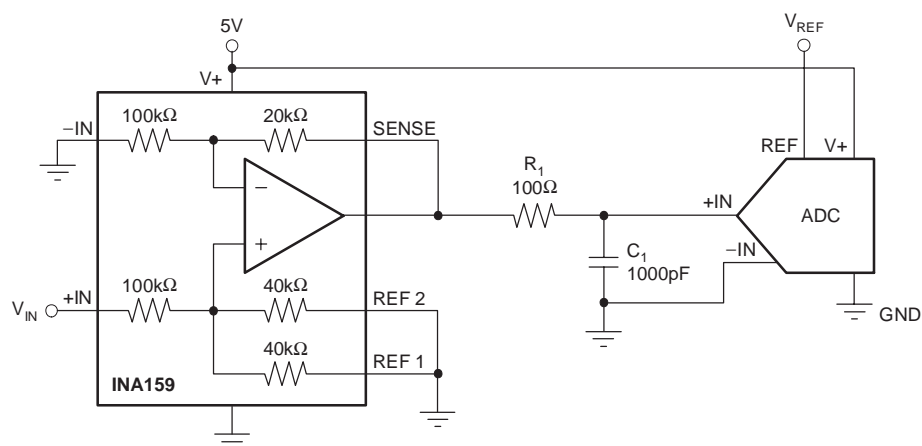 5V
V+
−IN
100kΩ
20kΩ
SENSE
−
+
V_IN
+IN
100kΩ
40kΩ
REF 2
40kΩ
REF 1
INA159
R1
100Ω
C1
1000pF
VREF
REF
V+
+IN
−IN
ADC
GND